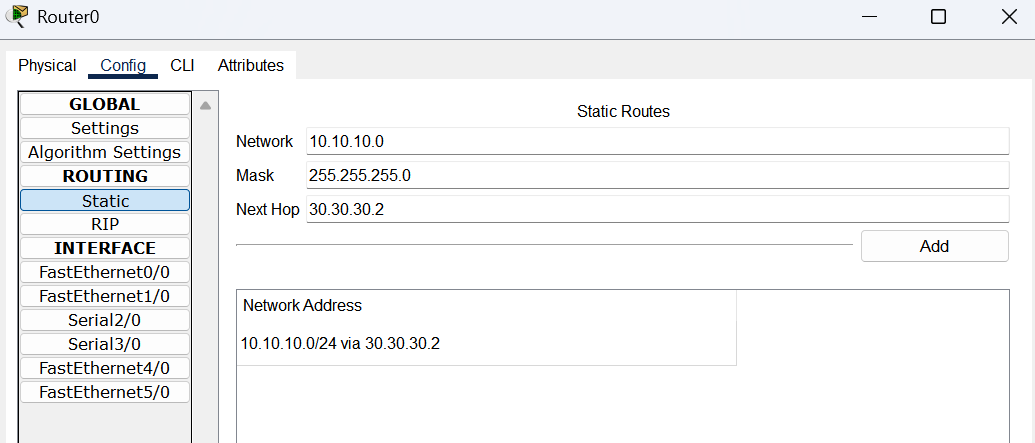 Router0
Physical Config CLI Attributes
GLOBAL
Settings
Algorithm Settings
ROUTING
Static
RIP
INTERFACE
FastEthernet0/0
FastEthernet1/0
Serial2/0
Serial3/0
FastEthernet4/0
FastEthernet5/0
Static Routes
Network 10.10.10.0
Mask 255.255.255.0
Next Hop 30.30.30.2
Add
Network Address
10.10.10.0/24 via 30.30.30.2